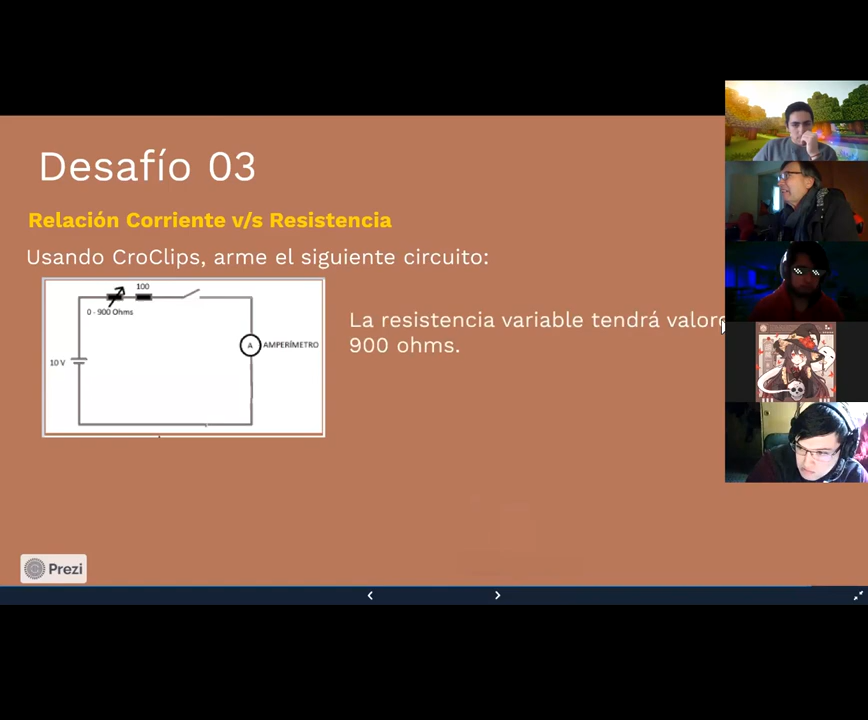 Desafío 03
Relación Corriente v/s Resistencia
Usando CroClips, arme el siguiente circuito:
100
0 - 900 Ohms
10 V
A
AMPERÍMETRO
La resistencia variable tendrá
900 ohms.
Prezi